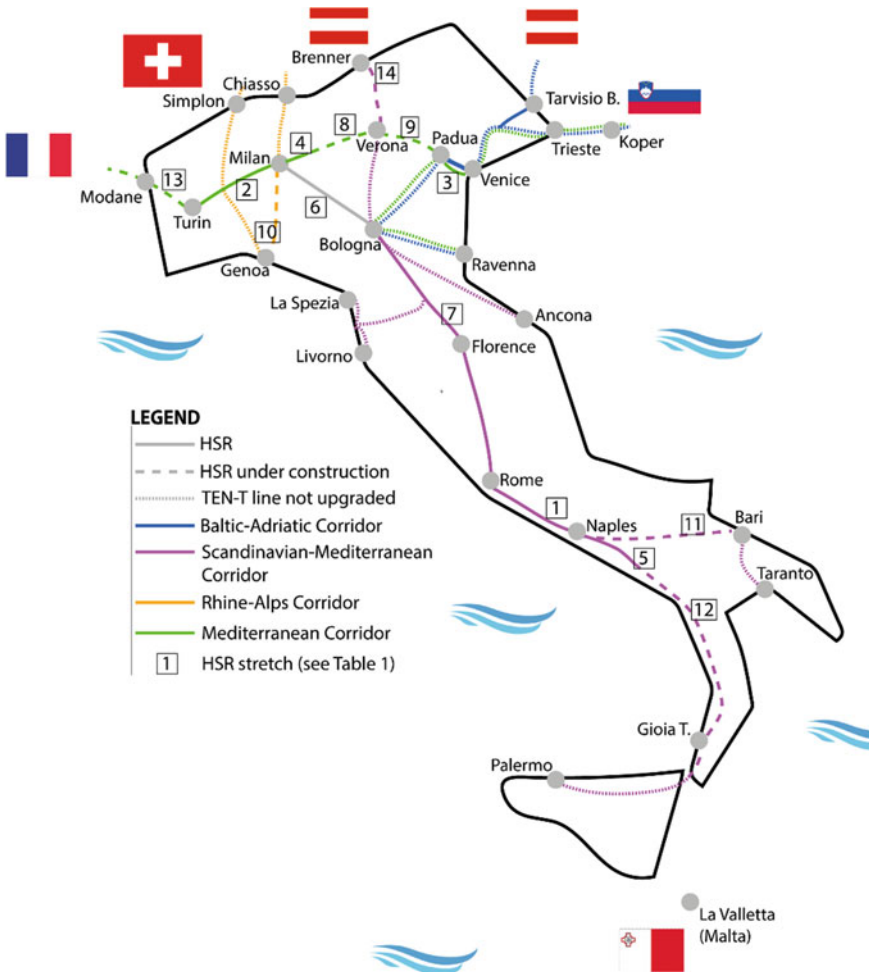 Brenner
14
Chiasso
Simplon
Tarvisio B.
8
9
Padua
4
Verona
Trieste
Koper
Milan
Modane
13
2
3
Venice
Turin
6
10
Bologna
Genoa
Ravenna
La Spezia
7
Ancona
Florence
Livorno
LEGEND
HSR
HSR under construction
TEN-T line not upgraded
Baltic-Adriatic Corridor
Scandinavian-Mediterranean
Corridor
Rhine-Alps Corridor
Mediterranean Corridor
1
HSR stretch (see Table 1)
Rome
1
Naples
11
Bari
5
Taranto
12
Gioia T.
Palermo
La Valletta
(Malta)